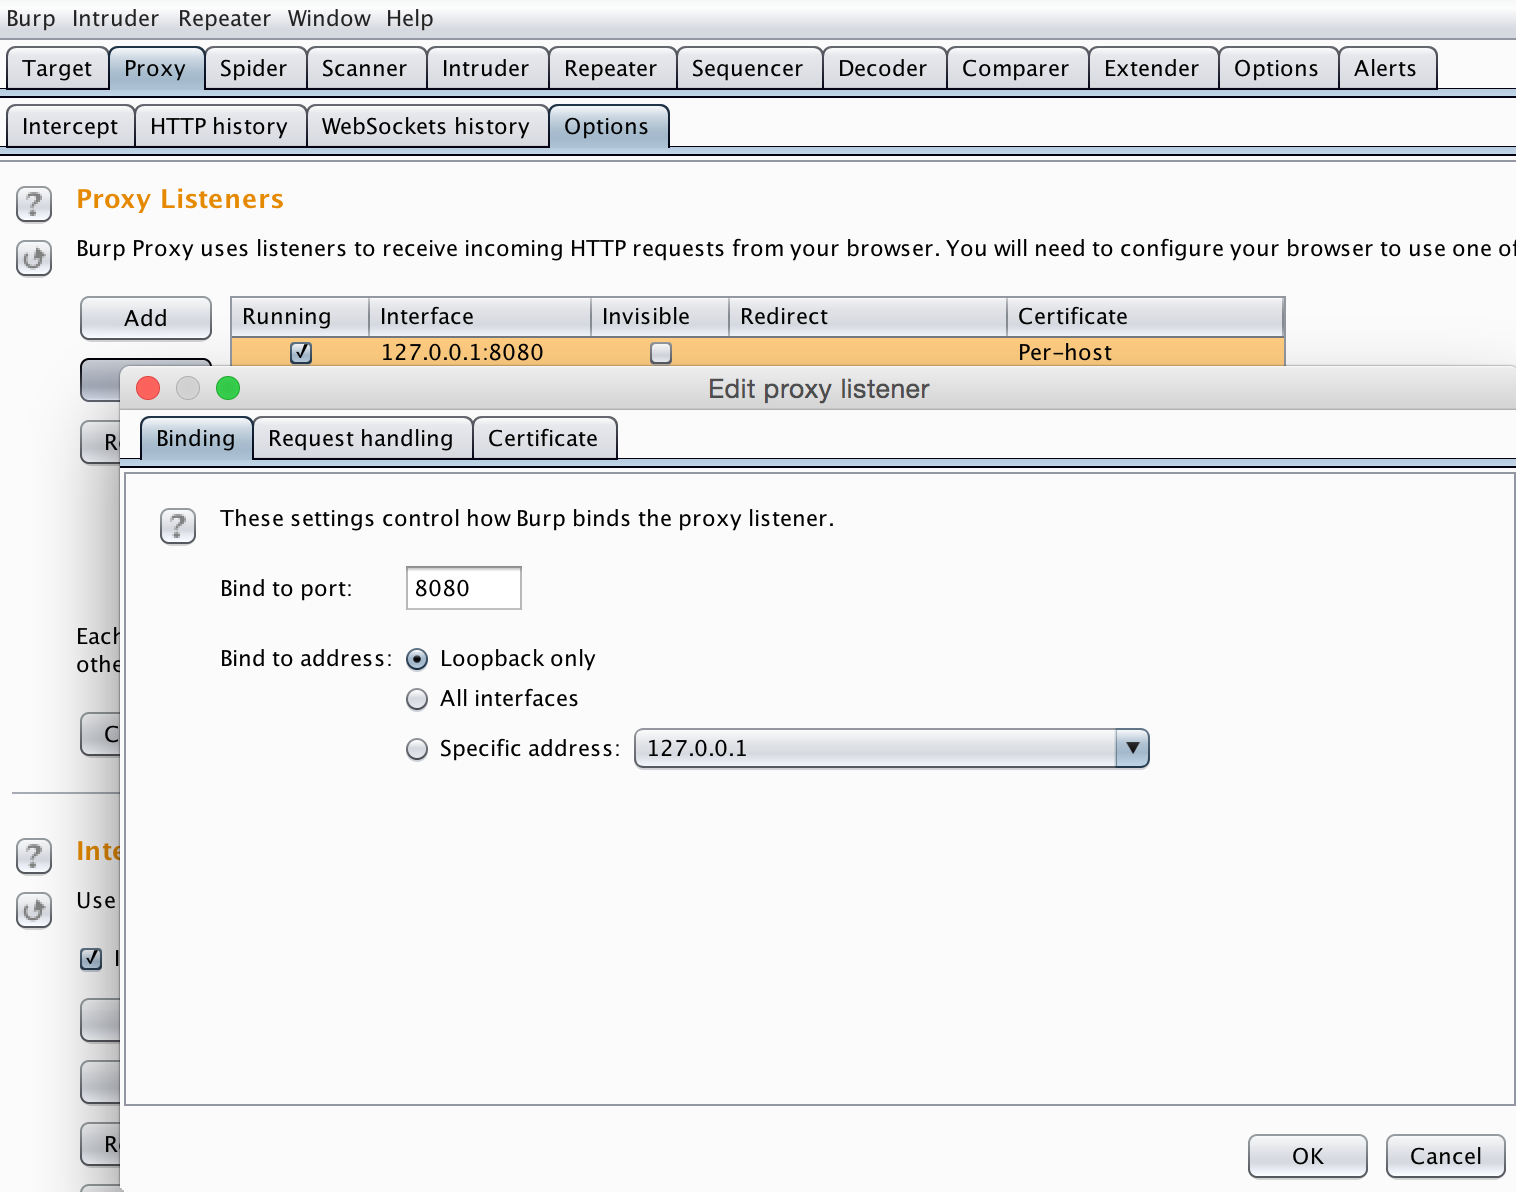 Burp Intruder Repeater Window Help
Target Proxy Spider Scanner Intruder Repeater Sequencer Decoder Comparer Extender Options Alerts
Intercept HTTP history WebSockets history Options
? Proxy Listeners
Burp Proxy uses listeners to receive incoming HTTP requests from your browser. You will need to configure your browser to use one of
Add Running Interface Invisible Redirect Certificate
127.0.0.1:8080 Per-host
Edit proxy listener
Binding Request handling Certificate
? These settings control how Burp binds the proxy listener.
Bind to port: 8080
Each
Bind to address: Loopback only
All interfaces
Specific address: 127.0.0.1
?
Use
OK Cancel